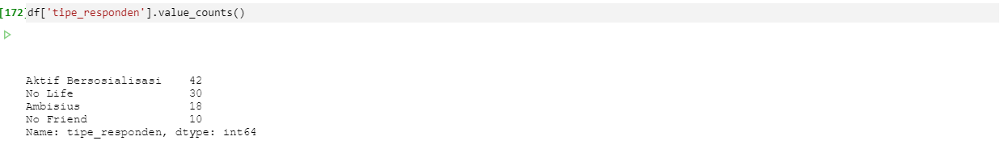 [172] df['tipe_responden'].value_counts()
Aktif Bersosialisasi    42
No Life                 30
Ambisius                18
No Friend               10
Name: tipe_responden, dtype: int64